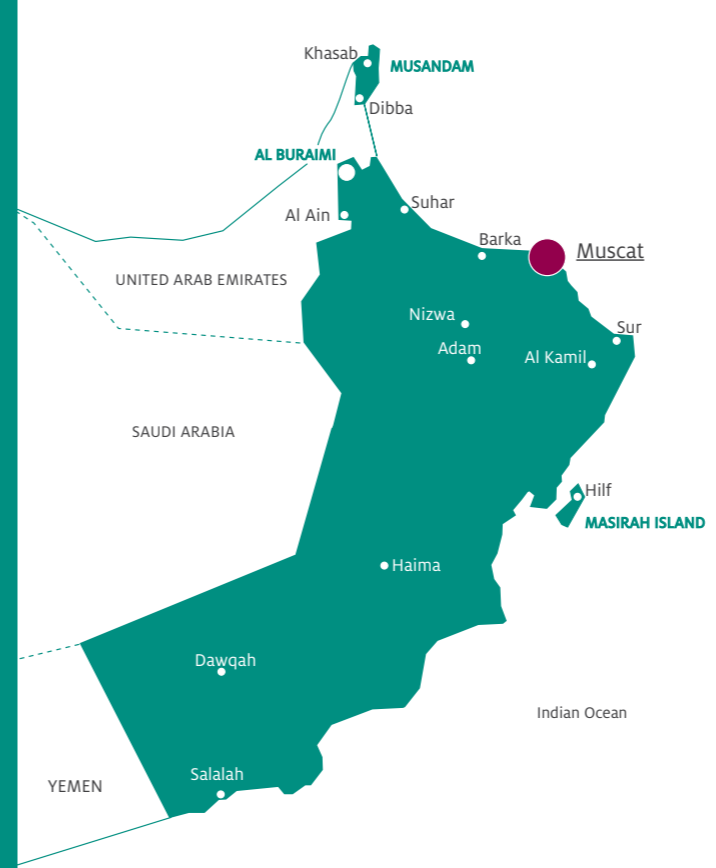 Khasab
MUSANDAM
Dibba
AL BURAIMI
Al Ain
Suhar
Barka
Muscat
UNITED ARAB EMIRATES
Nizwa
Sur
Adam
Al Kamil
SAUDI ARABIA
Hilf
MASIRAH ISLAND
Haima
Dawqah
Indian Ocean
Salalah
YEMEN